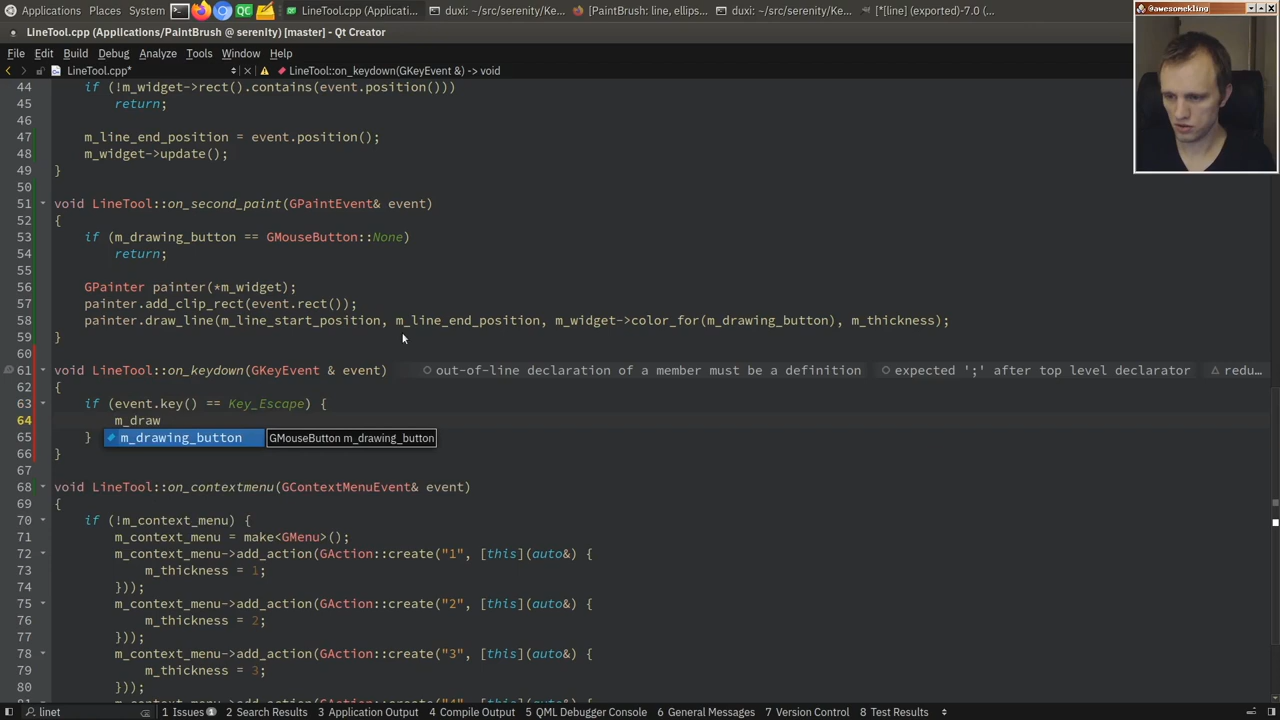 Applications Places System LineTool.cpp (Applicati... duxi: ~/src/serenity/Ke... [PaintBrush: line, ellips... duxi: ~/src/serenity/Ke... [*[line] (exported)-7.0 (... @awesomekling
LineTool.cpp (Applications/PaintBrush @ serenity) [master] - Qt Creator
File Edit Build Debug Analyze Tools Window Help
LineTool.cpp* LineTool::on_keydown(GKeyEvent &) -> void
44 if (!m_widget->rect().contains(event.position()))
45 return;
46
47 m_line_end_position = event.position();
48 m_widget->update();
49 }
50
51 void LineTool::on_second_paint(GPaintEvent& event)
52 {
53 if (m_drawing_button == GMouseButton::None)
54 return;
55
56 GPainter painter(*m_widget);
57 painter.add_clip_rect(event.rect());
58 painter.draw_line(m_line_start_position, m_line_end_position, m_widget->color_for(m_drawing_button), m_thickness);
59 }
60
61 void LineTool::on_keydown(GKeyEvent & event) out-of-line declaration of a member must be a definition expected ';' after top level declarator redu...
62 {
63 if (event.key() == Key_Escape) {
64 m_draw
65 } m_drawing_button GMouseButton m_drawing_button
66 }
67
68 void LineTool::on_contextmenu(GContextMenuEvent& event)
69 {
70 if (!m_context_menu) {
71 m_context_menu = make<GMenu>();
72 m_context_menu->add_action(GAction::create("1", [this](auto&) {
73 m_thickness = 1;
74 }));
75 m_context_menu->add_action(GAction::create("2", [this](auto&) {
76 m_thickness = 2;
77 }));
78 m_context_menu->add_action(GAction::create("3", [this](auto&) {
79 m_thickness = 3;
80 }));
linet 1 Issues 1 2 Search Results 3 Application Output 4 Compile Output 5 QML Debugger Console 6 General Messages 7 Version Control 8 Test Results